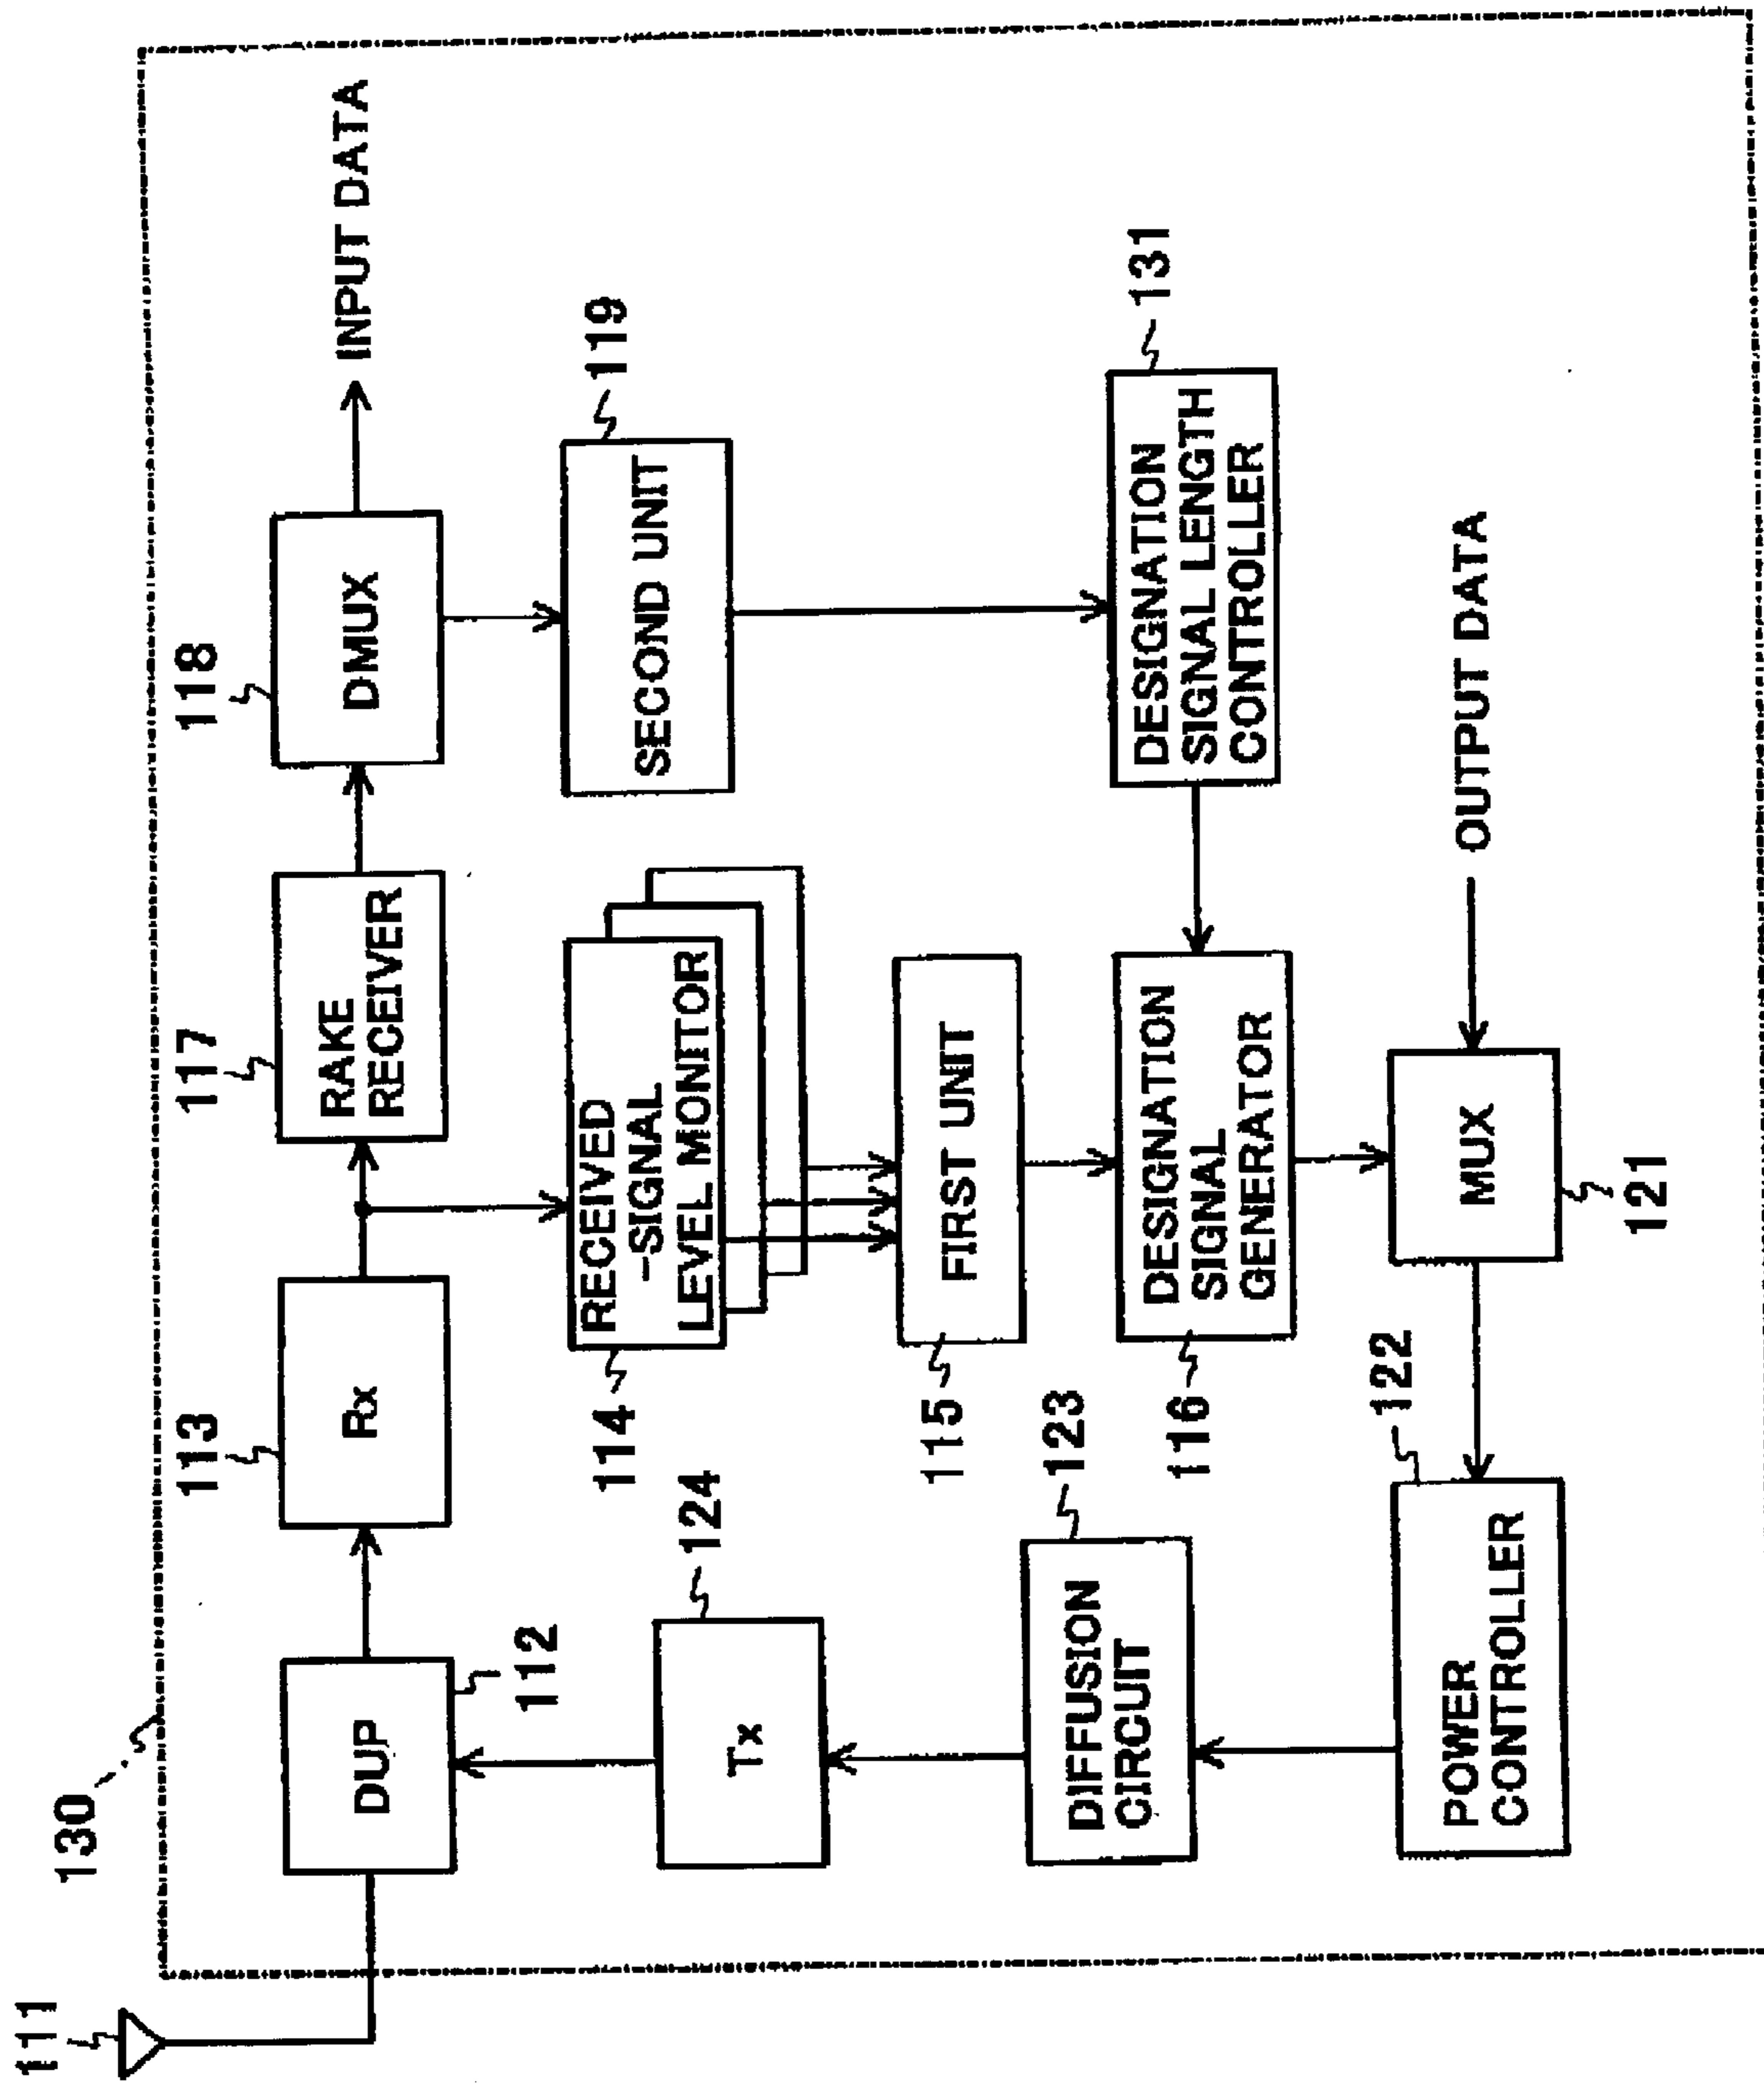 130
111
112
DUP
113
Rx
117
RAKE
RECEIVER
118
DMUX
INPUT DATA
124
Tx
114
RECEIVED
-SIGNAL
LEVEL MONITOR
119
SECOND UNIT
115
FIRST UNIT
123
DIFFUSION
CIRCUIT
116
DESIGNATION
SIGNAL
GENERATOR
131
DESIGNATION
SIGNAL LENGTH
CONTROLLER
122
POWER
CONTROLLER
MUX
121
OUTPUT DATA